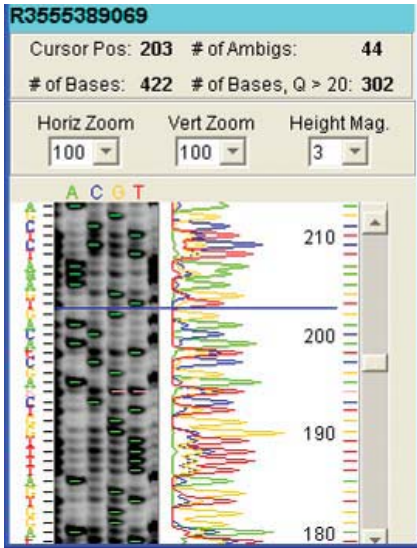 R3555389069
Cursor Pos: 203 # of Ambigs: 44
# of Bases: 422 # of Bases, Q > 20: 302
Horiz Zoom Vert Zoom Height Mag.
100 100 3
A C G T
210
200
190
180